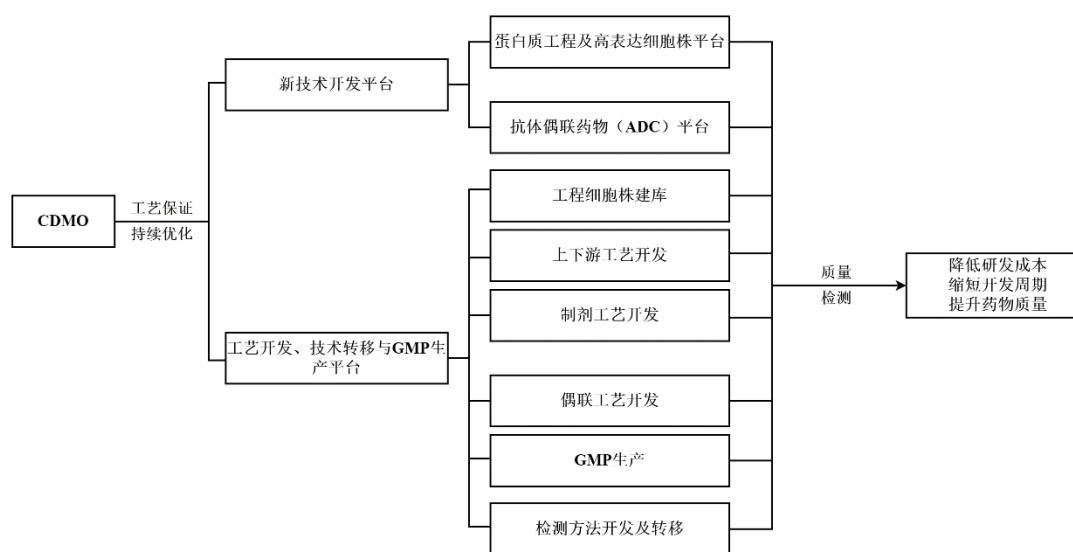 CDMO
工艺保证
持续优化
新技术开发平台
工艺开发、技术转移与GMP生
产平台
蛋白质工程及高表达细胞株平台
抗体偶联药物（ADC）平台
工程细胞株建库
上下游工艺开发
制剂工艺开发
偶联工艺开发
GMP生产
检测方法开发及转移
质量
检测
降低研发成本
缩短开发周期
提升药物质量